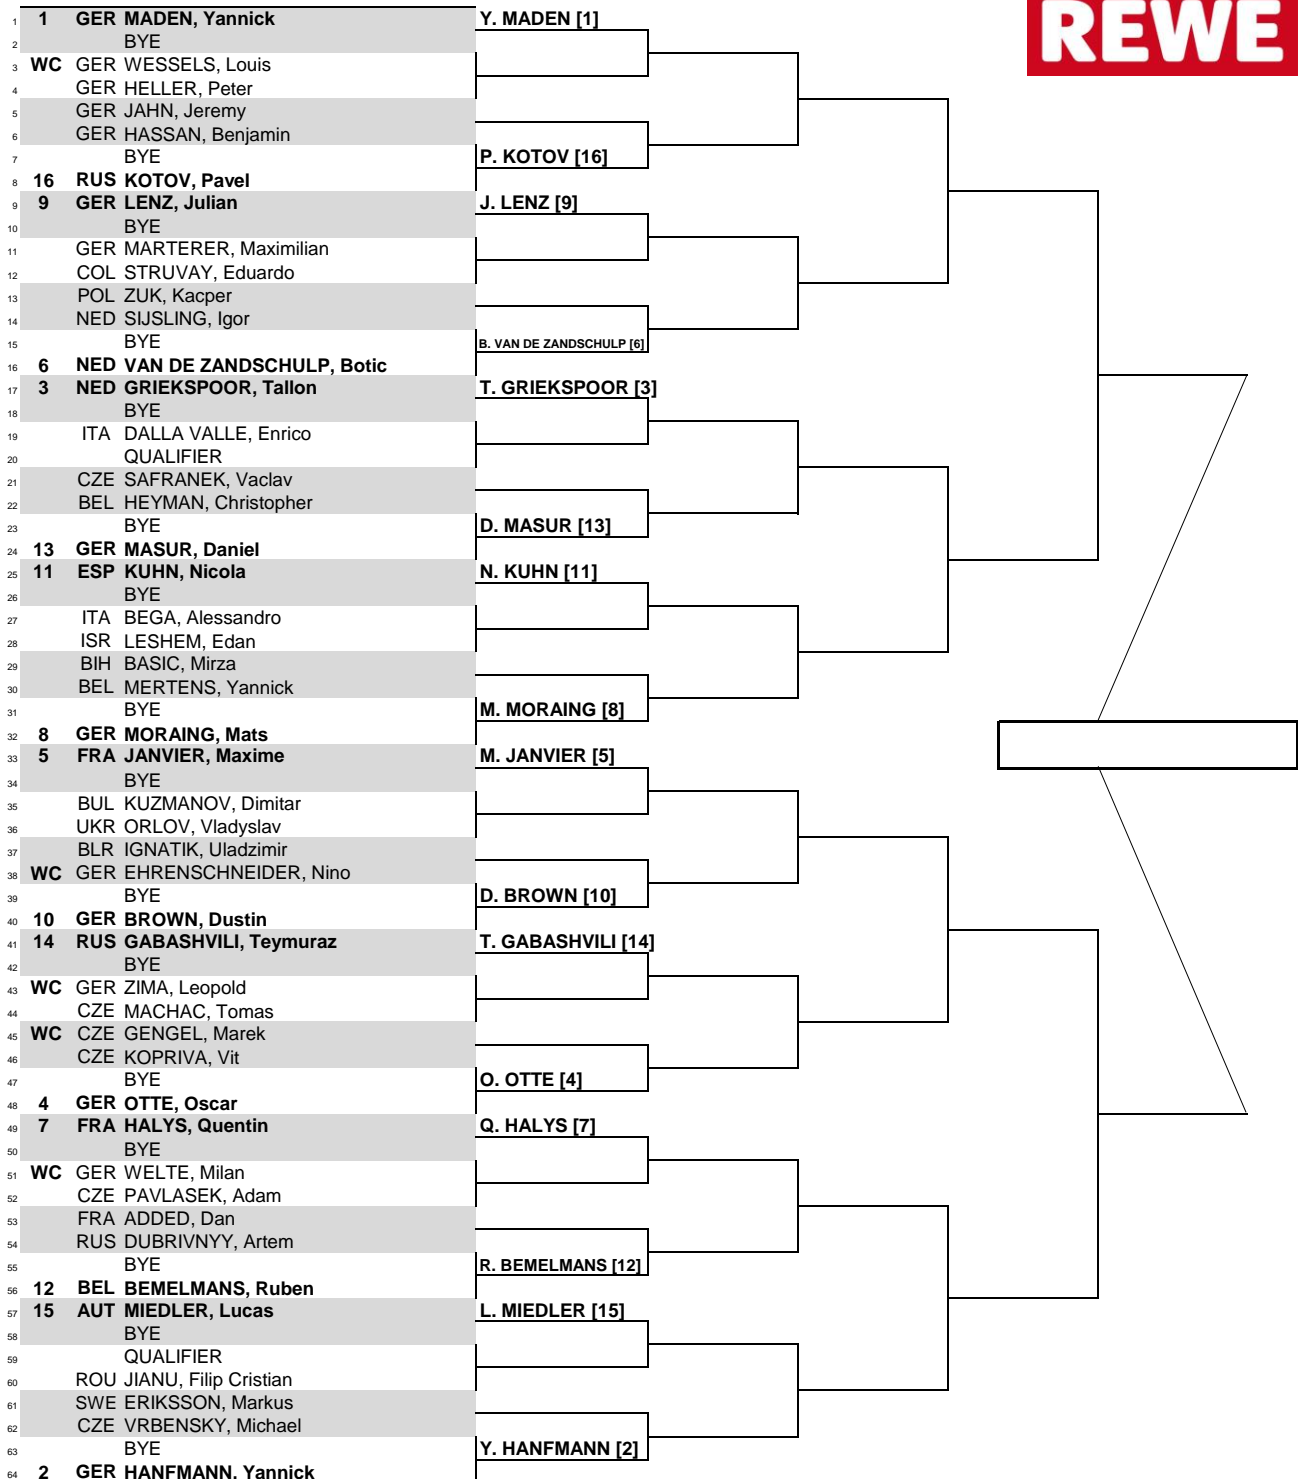 REWE
1 1 GER MADEN, Yannick Y. MADEN [1]
2 BYE
3 WC GER WESSELS, Louis
4 GER HELLER, Peter
5 GER JAHN, Jeremy
6 GER HASSAN, Benjamin
7 BYE P. KOTOV [16]
8 16 RUS KOTOV, Pavel
9 9 GER LENZ, Julian J. LENZ [9]
10 BYE
11 GER MARTERER, Maximilian
12 COL STRUVAY, Eduardo
13 POL ZUK, Kacper
14 NED SIJSLING, Igor
15 BYE B. VAN DE ZANDSCHULP [6]
16 6 NED VAN DE ZANDSCHULP, Botic
17 3 NED GRIEKSPOOR, Tallon T. GRIEKSPOOR [3]
18 BYE
19 ITA DALLA VALLE, Enrico
20 QUALIFIER
21 CZE SAFRANEK, Vaclav
22 BEL HEYMAN, Christopher
23 BYE D. MASUR [13]
24 13 GER MASUR, Daniel
25 11 ESP KUHN, Nicola N. KUHN [11]
26 BYE
27 ITA BEGA, Alessandro
28 ISR LESHEM, Edan
29 BIH BASIC, Mirza
30 BEL MERTENS, Yannick
31 BYE M. MORAING [8]
32 8 GER MORAING, Mats
33 5 FRA JANVIER, Maxime M. JANVIER [5]
34 BYE
35 BUL KUZMANOV, Dimitar
36 UKR ORLOV, Vladyslav
37 BLR IGNATIK, Uladzimir
38 WC GER EHRENSCHNEIDER, Nino
39 BYE D. BROWN [10]
40 10 GER BROWN, Dustin
41 14 RUS GABASHVILI, Teymuraz T. GABASHVILI [14]
42 BYE
43 WC GER ZIMA, Leopold
44 CZE MACHAC, Tomas
45 WC CZE GENGEL, Marek
46 CZE KOPRIVA, Vit
47 BYE O. OTTE [4]
48 4 GER OTTE, Oscar
49 7 FRA HALYS, Quentin Q. HALYS [7]
50 BYE
51 WC GER WELTE, Milan
52 CZE PAVLASEK, Adam
53 FRA ADDED, Dan
54 RUS DUBRIVNYY, Artem
55 BYE R. BEMELMANS [12]
56 12 BEL BEMELMANS, Ruben
57 15 AUT MIEDLER, Lucas L. MIEDLER [15]
58 BYE
59 QUALIFIER
60 ROU JIANU, Filip Cristian
61 SWE ERIKSSON, Markus
62 CZE VRBENSKY, Michael
63 BYE Y. HANFMANN [2]
64 2 GER HANFMANN, Yannick